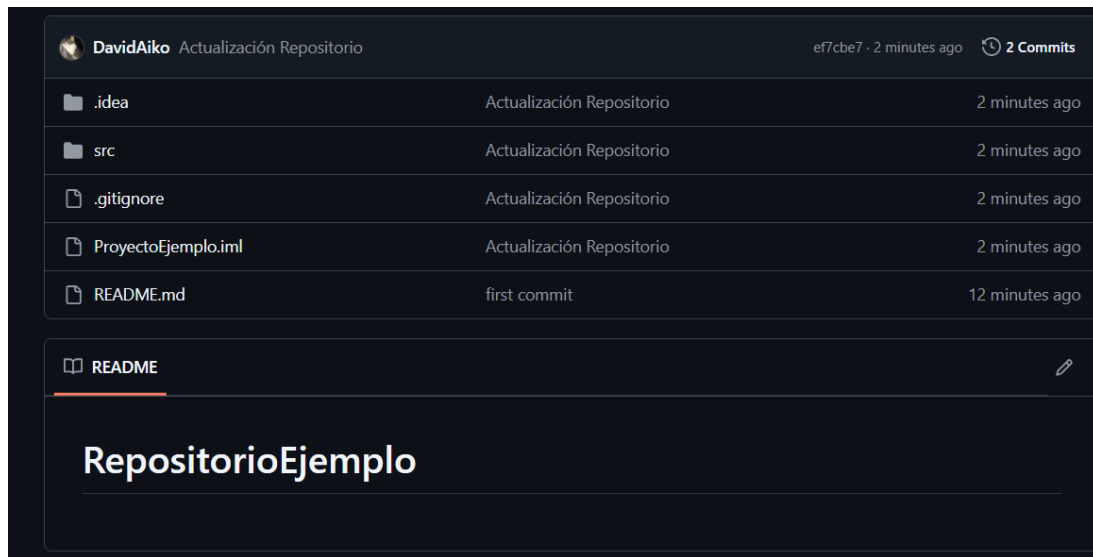 DavidAiko Actualización Repositorio ef7cbe7 · 2 minutes ago 2 Commits
.idea Actualización Repositorio 2 minutes ago
src Actualización Repositorio 2 minutes ago
.gitignore Actualización Repositorio 2 minutes ago
ProyectoEjemplo.iml Actualización Repositorio 2 minutes ago
README.md first commit 12 minutes ago
README
RepositorioEjemplo